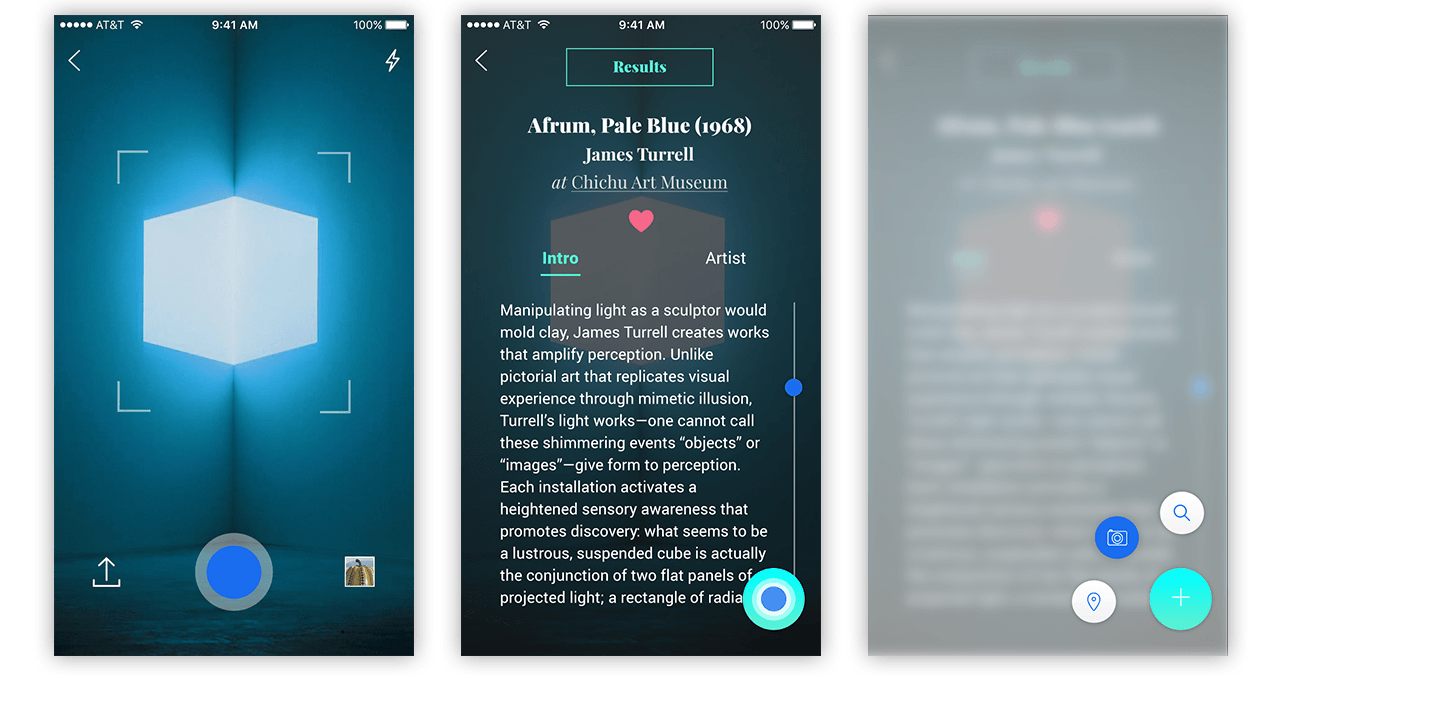 AT&T 9:41 AM 100%
AT&T 9:41 AM 100%
Results
Afrum, Pale Blue (1968)
James Turrell
at Chichu Art Museum
Intro Artist
Manipulating light as a sculptor would
mold clay, James Turrell creates works
that amplify perception. Unlike
pictorial art that replicates visual
experience through mimetic illusion,
Turrell’s light works—one cannot call
these shimmering events “objects” or
“images”—give form to perception.
Each installation activates a
heightened sensory awareness that
promotes discovery: what seems to be
a lustrous, suspended cube is actually
the conjunction of two flat panels of
projected light; a rectangle of radia